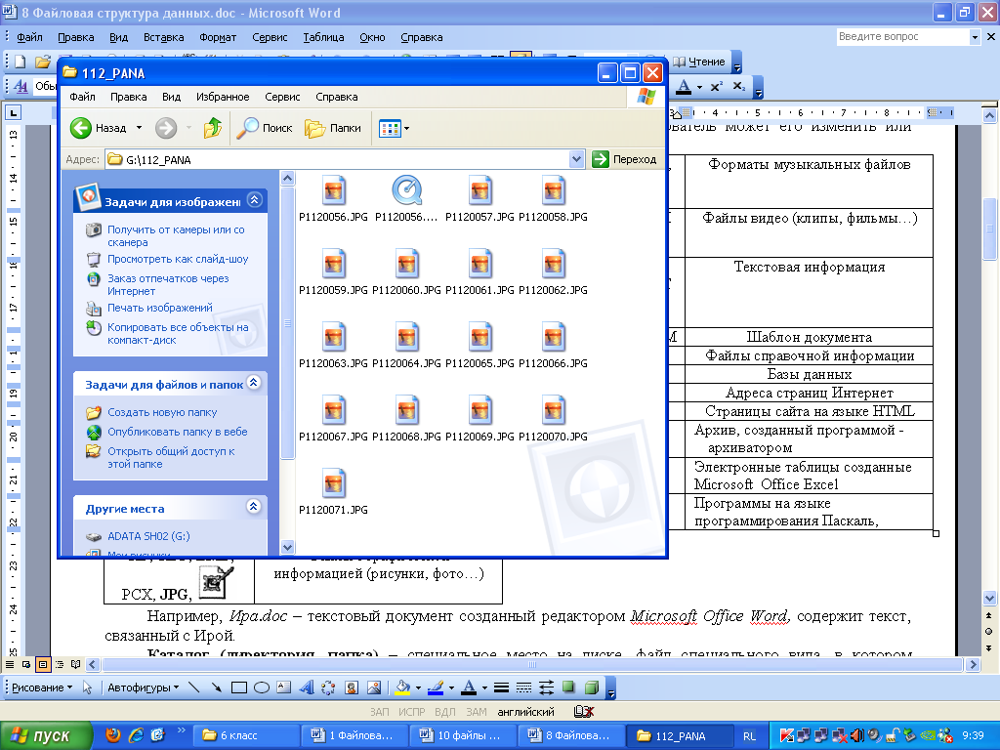 8 Файловая структура данных.doc - Microsoft Word
Файл Правка Вид Вставка Формат Сервис Таблица Окно Справка
Введите вопрос
Чтение
112_PANA
Файл Правка Вид Избранное Сервис Справка
Назад Поиск Папки
Адрес: G:\112_PANA Переход
Задачи для изображен
Получить от камеры или со
сканера
Просмотреть как слайд-шоу
Заказ отпечатков через
Интернет
Печать изображений
Копировать все объекты на
компакт-диск
Задачи для файлов и папок
Создать новую папку
Опубликовать папку в вебе
Открыть общий доступ к
этой папке
Другие места
ADATA SH02 (G:)
Мои рисунки
P1120056.JPG P1120056.... P1120057.JPG P1120058.JPG
P1120059.JPG P1120060.JPG P1120061.JPG P1120062.JPG
P1120063.JPG P1120064.JPG P1120065.JPG P1120066.JPG
P1120067.JPG P1120068.JPG P1120069.JPG P1120070.JPG
P1120071.JPG
может его изменить или
Форматы музыкальных файлов
Файлы видео (клипы, фильмы…)
Текстовая информация
Шаблон документа
Файлы справочной информации
Базы данных
Адреса страниц Интернет
Страницы сайта на языке HTML
Архив, созданный программой -
архиватором
Электронные таблицы созданные
Microsoft Office Excel
Программы на языке
программирования Паскаль,
информацией (рисунки, фото…)
PCX, JPG,
Например, Ира.doc – текстовый документ созданный редактором Microsoft Office Word, содержит текст,
связанный с Ирой.
Каталог (директория, папка) – специальное место на диске, файл специального вида, в котором
Рисование Автофигуры
ЗАП ИСПР ВДЛ ЗАМ английский
пуск 6 класс 1 Файлова... 10 файлы ... 8 Файлова... 112_PANA RL 9:39